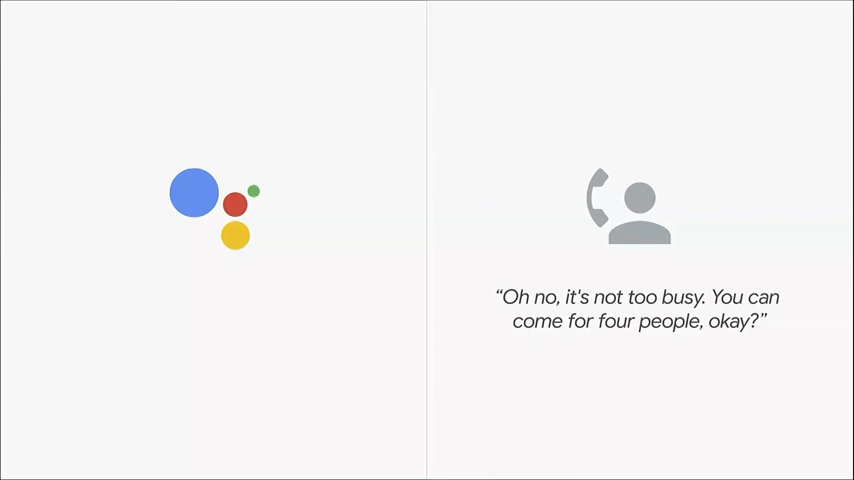 “Oh no, it's not too busy. You can
come for four people, okay?”